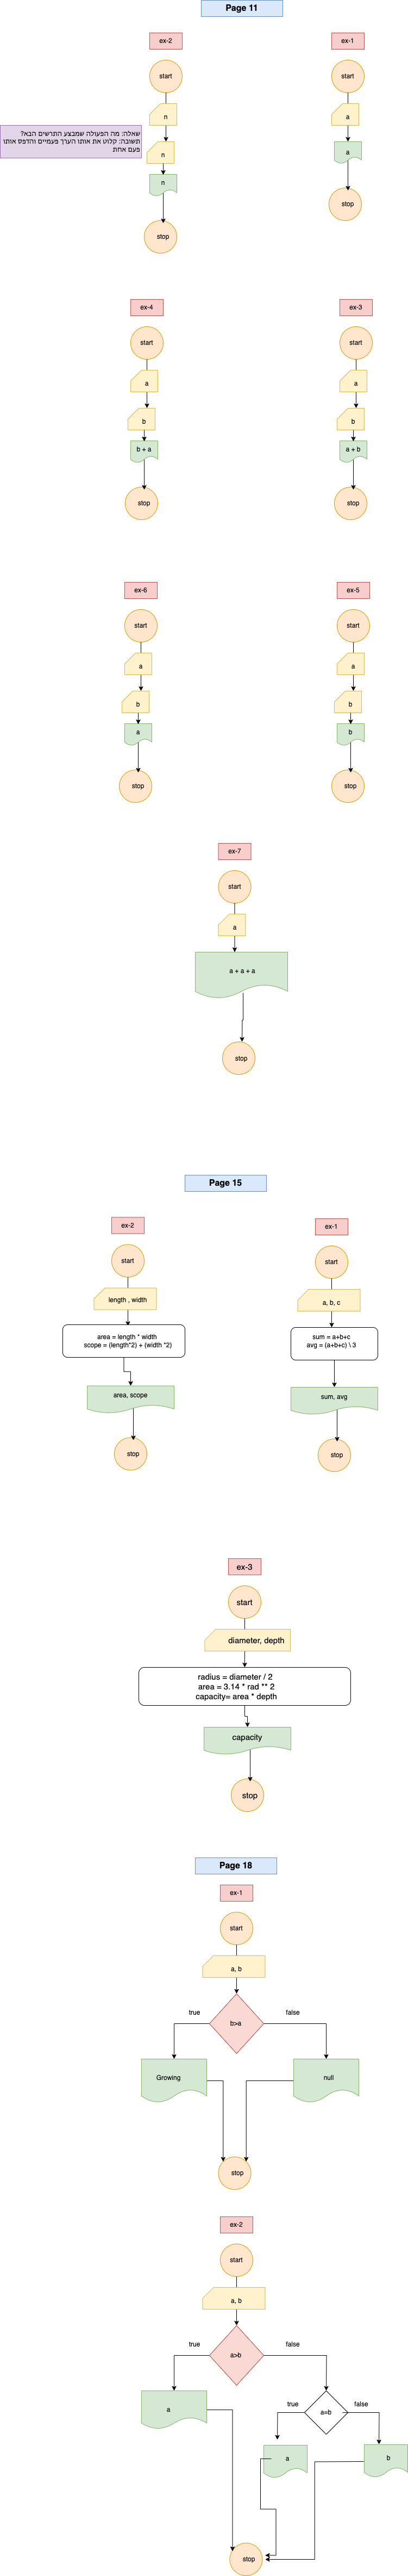 Page 11
ex-2
start
n
n
n
stop
שאלה: מה הפעולה שמבצע התרשים הבא?
תשובה: קלוט את אותו הערך פעמיים והדפס אותו
פעם אחת
ex-1
start
a
a
stop
ex-4
start
a
b
b + a
stop
ex-3
start
a
b
a + b
stop
ex-6
start
a
b
a
stop
ex-5
start
a
b
b
stop
ex-7
start
a
a + a + a
stop
Page 15
ex-2
start
length , width
area = length * width
scope = (length*2) + (width *2)
area, scope
stop
ex-1
start
a, b, c
sum = a+b+c
avg = (a+b+c) \ 3
sum, avg
stop
ex-3
start
diameter, depth
radius = diameter / 2
area = 3.14 * rad ** 2
capacity= area * depth
capacity
stop
Page 18
ex-1
start
a, b
b>a
true
false
Growing
null
stop
ex-2
start
a, b
a>b
true
false
a
a=b
true
false
a
b
stop